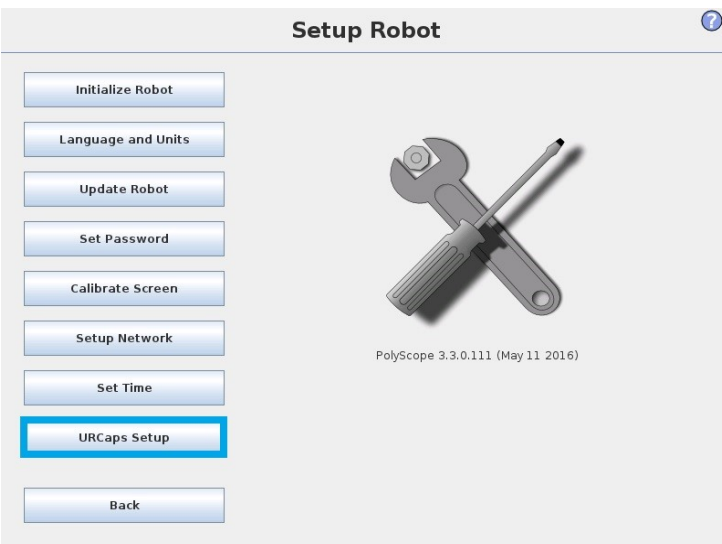 Setup Robot
?
Initialize Robot
Language and Units
Update Robot
Set Password
Calibrate Screen
Setup Network
Set Time
URCaps Setup
Back
PolyScope 3.3.0.111 (May 11 2016)